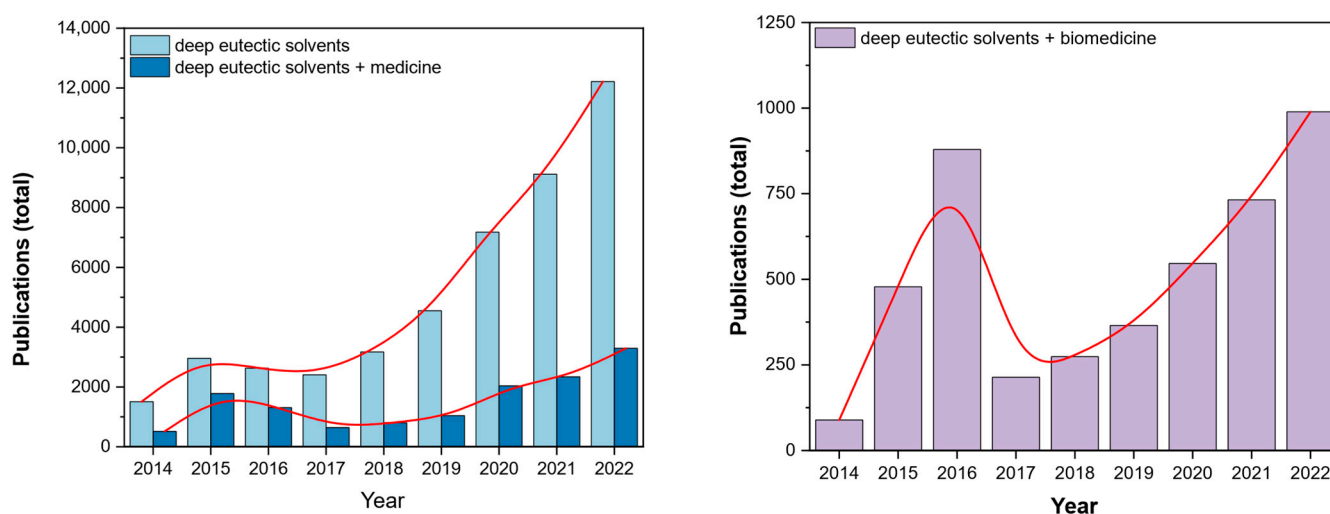 14,000
12,000
10,000
8000
6000
4000
2000
0
Publications (total)
deep eutectic solvents
deep eutectic solvents + medicine
2014 2015 2016 2017 2018 2019 2020 2021 2022
Year
1250
1000
750
500
250
0
Publications (total)
deep eutectic solvents + biomedicine
2014 2015 2016 2017 2018 2019 2020 2021 2022
Year